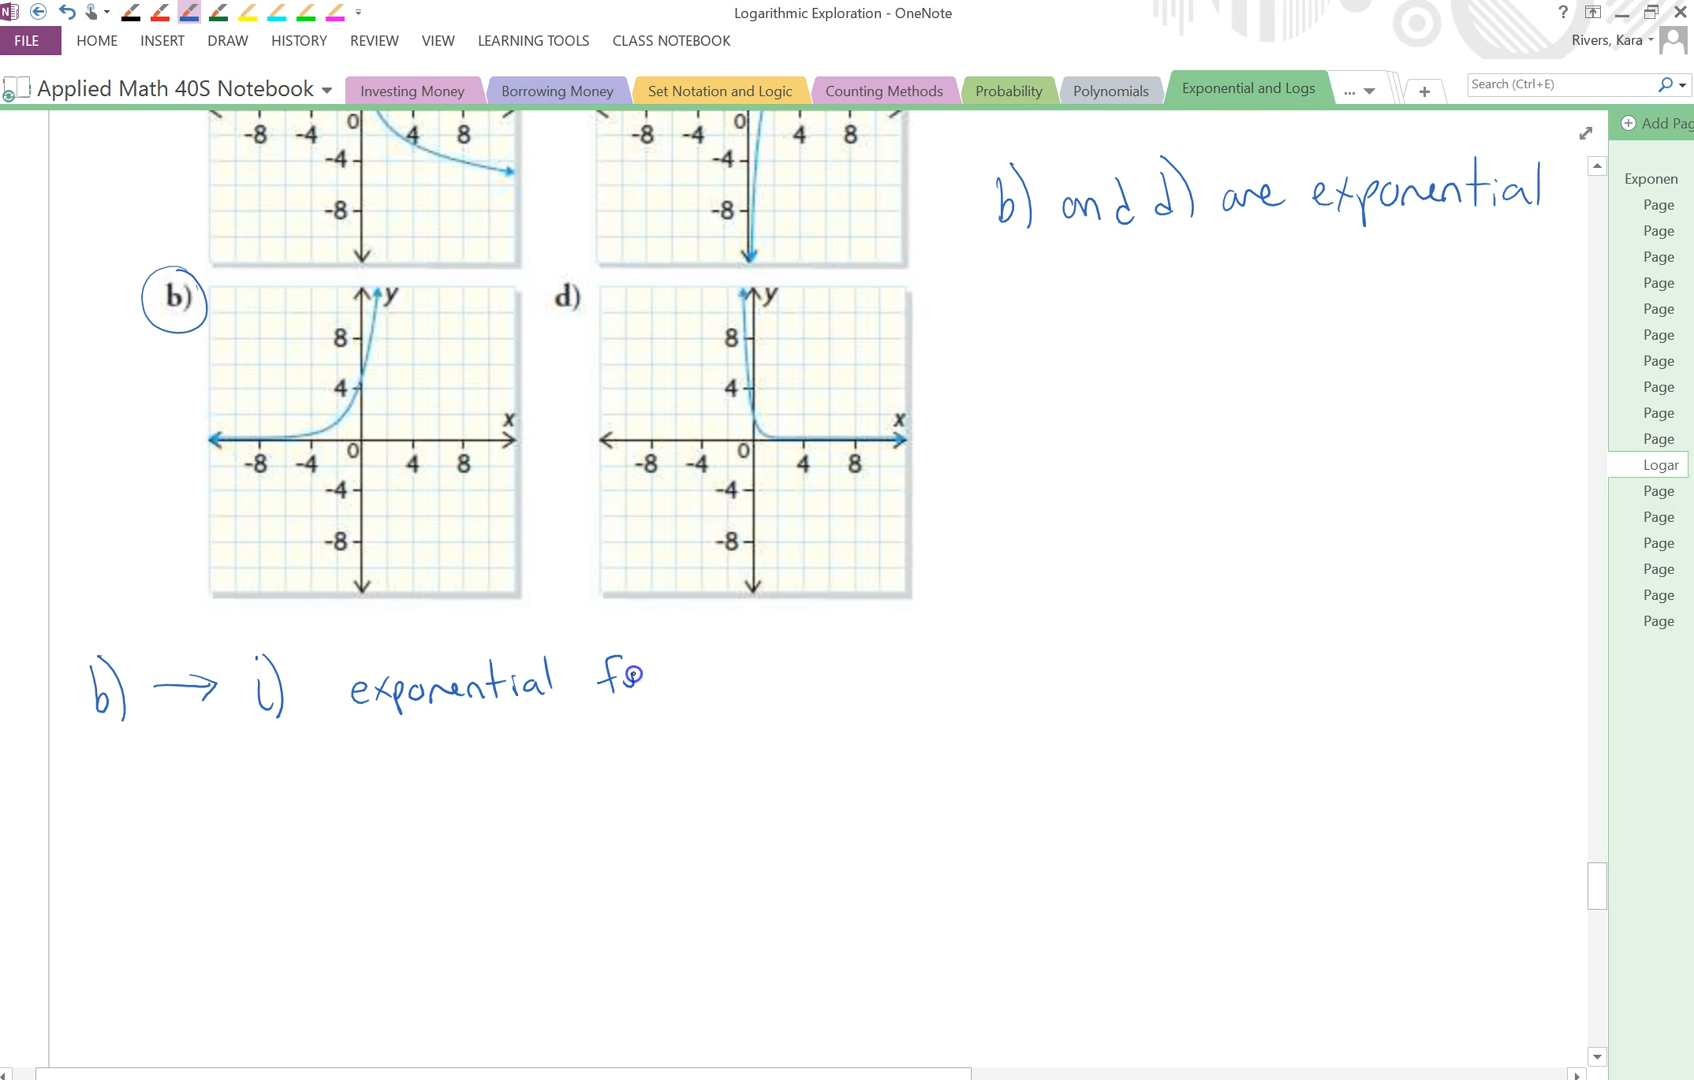 Logarithmic Exploration - OneNote
?
Rivers, Kara
FILE HOME INSERT DRAW HISTORY REVIEW VIEW LEARNING TOOLS CLASS NOTEBOOK
Applied Math 40S Notebook
Investing Money Borrowing Money Set Notation and Logic Counting Methods Probability Polynomials Exponential and Logs ... +
Search (Ctrl+E)
Add Pag
Exponen
Page
Page
Page
Page
Page
Page
Page
Page
Page
Page
Logar
Page
Page
Page
Page
Page
Page
-8 -4 0 4 8
-4
-8
-8 -4 0 4 8
-4
-8
b) and d) are exponential
b)
y
8
4
x
-8 -4 0 4 8
-4
-8
d)
y
8
4
x
-8 -4 0 4 8
-4
-8
b) → i) exponential fo